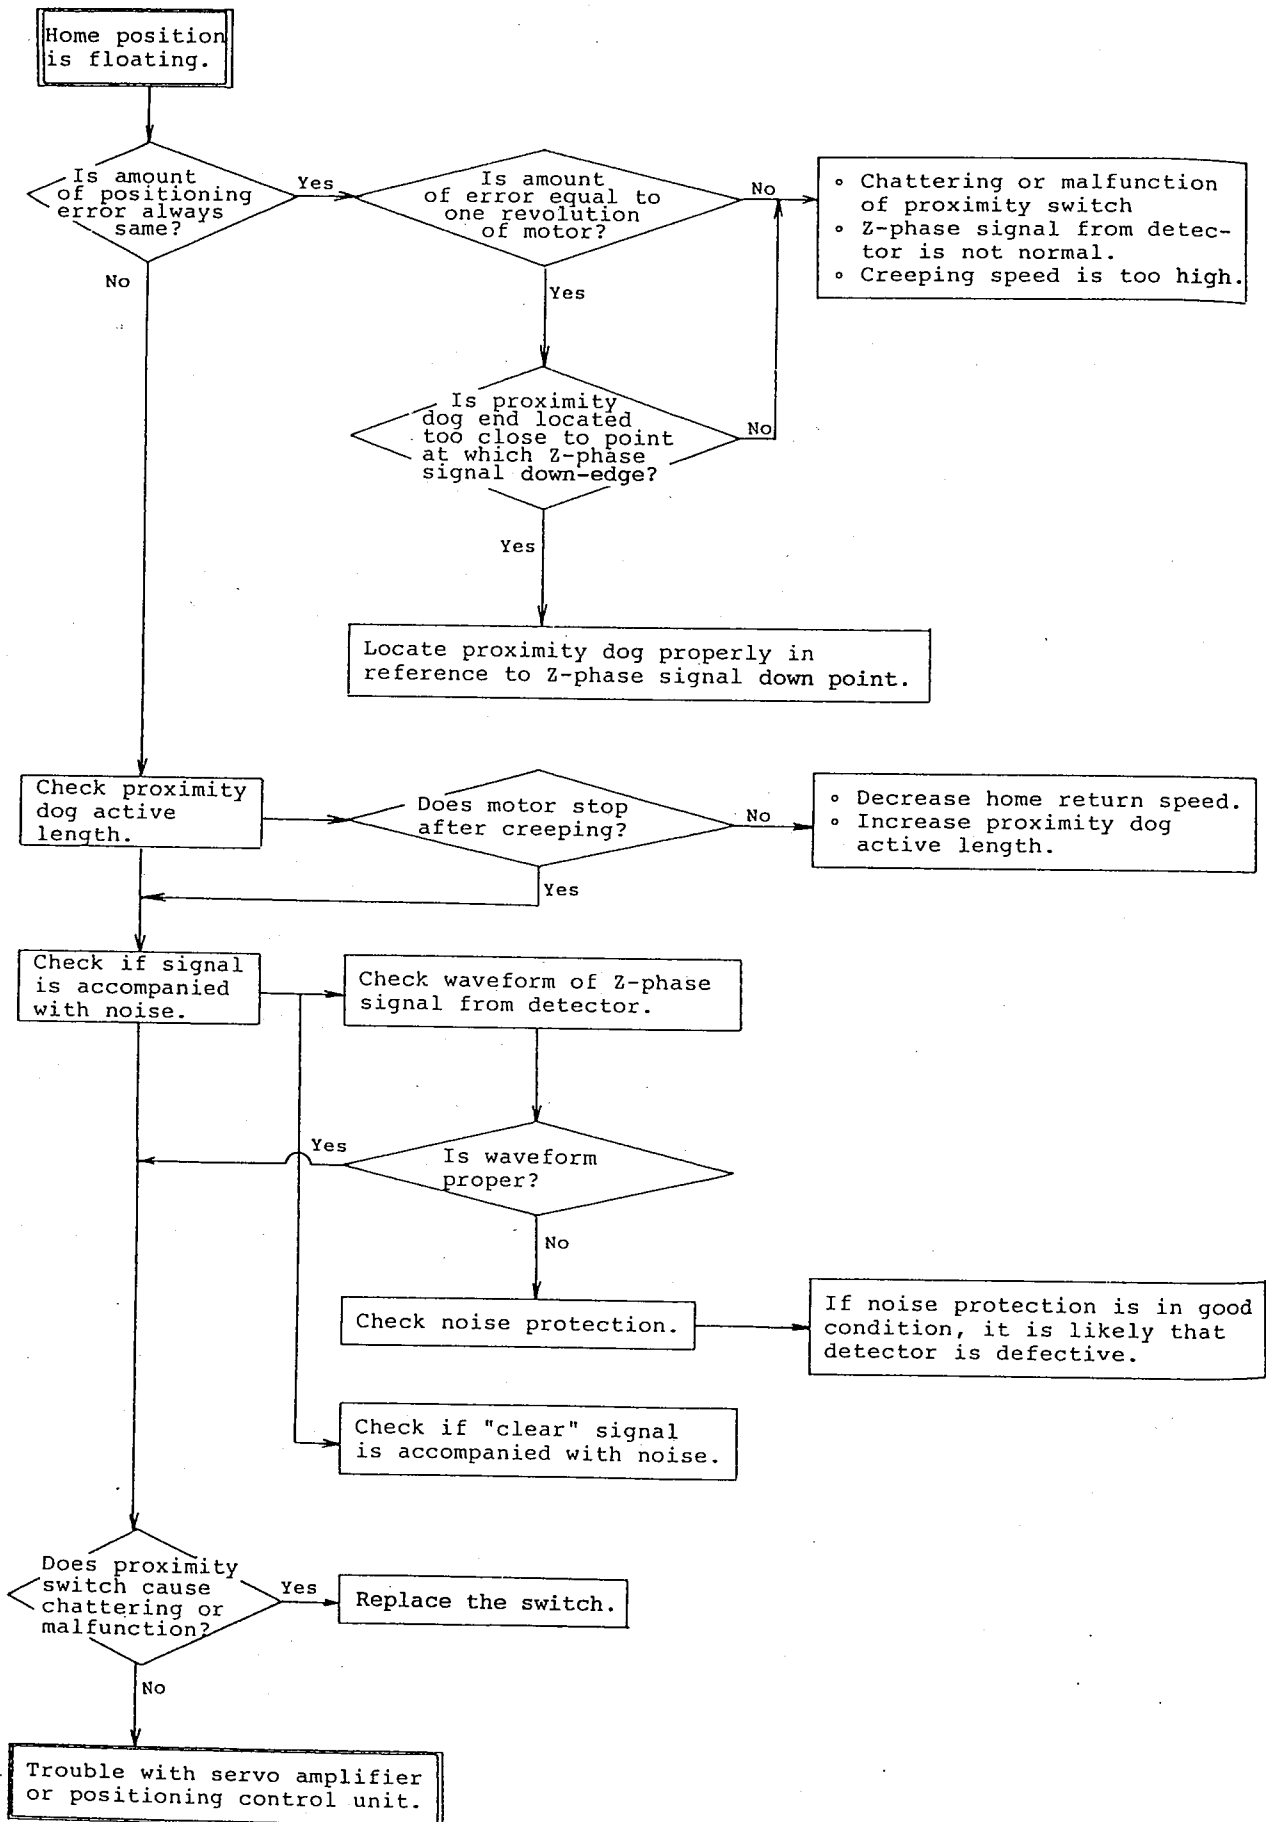 Home position
is floating.
Is amount
of positioning
error always
same?
Yes
Is amount
of error equal to
one revolution
of motor?
No
° Chattering or malfunction
of proximity switch
° Z-phase signal from detec-
tor is not normal.
° Creeping speed is too high.
No
Yes
Is proximity
dog end located
too close to point
at which Z-phase
signal down-edge?
No
Yes
Locate proximity dog properly in
reference to Z-phase signal down point.
Check proximity
dog active
length.
Does motor stop
after creeping?
No
° Decrease home return speed.
° Increase proximity dog
active length.
Yes
Check if signal
is accompanied
with noise.
Check waveform of Z-phase
signal from detector.
Yes
Is waveform
proper?
No
Check noise protection.
If noise protection is in good
condition, it is likely that
detector is defective.
Check if "clear" signal
is accompanied with noise.
Does proximity
switch cause
chattering or
malfunction?
Yes
Replace the switch.
No
Trouble with servo amplifier
or positioning control unit.